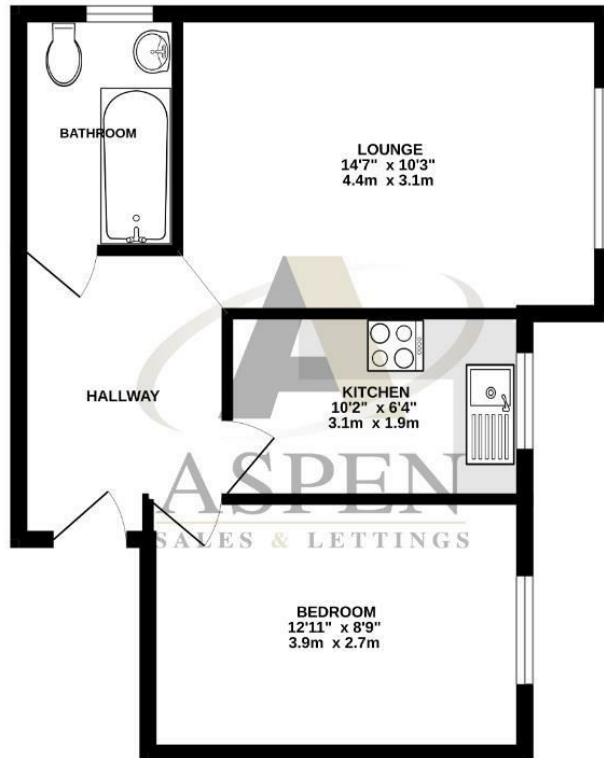 BATHROOM
LOUNGE
14'7" x 10'3"
4.4m x 3.1m
HALLWAY
KITCHEN
10'2" x 6'4"
3.1m x 1.9m
ASPEN
SALES & LETTINGS
BEDROOM
12'11" x 8'9"
3.9m x 2.7m